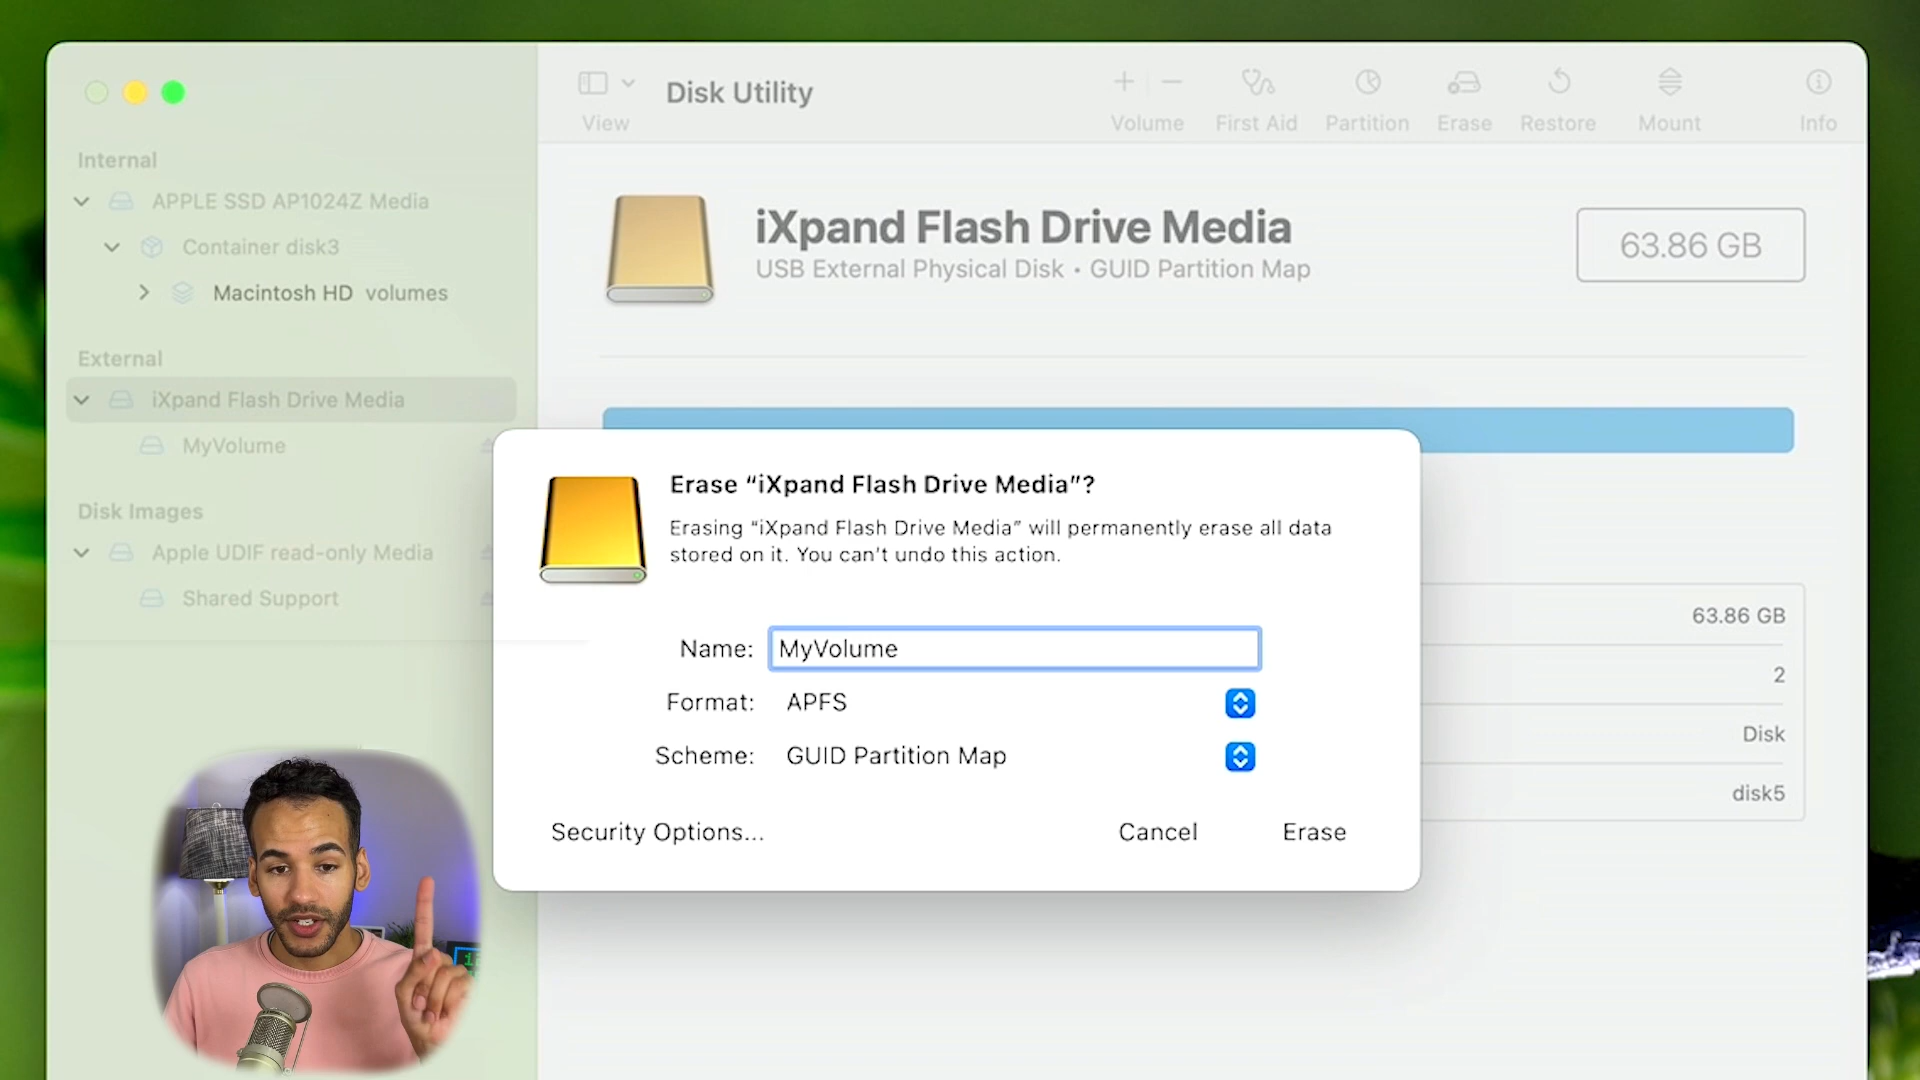 Disk Utility
View
Volume
First Aid
Partition
Erase
Restore
Mount
Info
Internal
APPLE SSD AP1024Z Media
Container disk3
Macintosh HD volumes
External
iXpand Flash Drive Media
MyVolume
Disk Images
Apple UDIF read-only Media
Shared Support
iXpand Flash Drive Media
USB External Physical Disk • GUID Partition Map
63.86 GB
Erase “iXpand Flash Drive Media”?
Erasing “iXpand Flash Drive Media” will permanently erase all data
stored on it. You can’t undo this action.
Name: MyVolume
Format: APFS
Scheme: GUID Partition Map
Security Options...
Cancel
Erase
63.86 GB
2
Disk
disk5